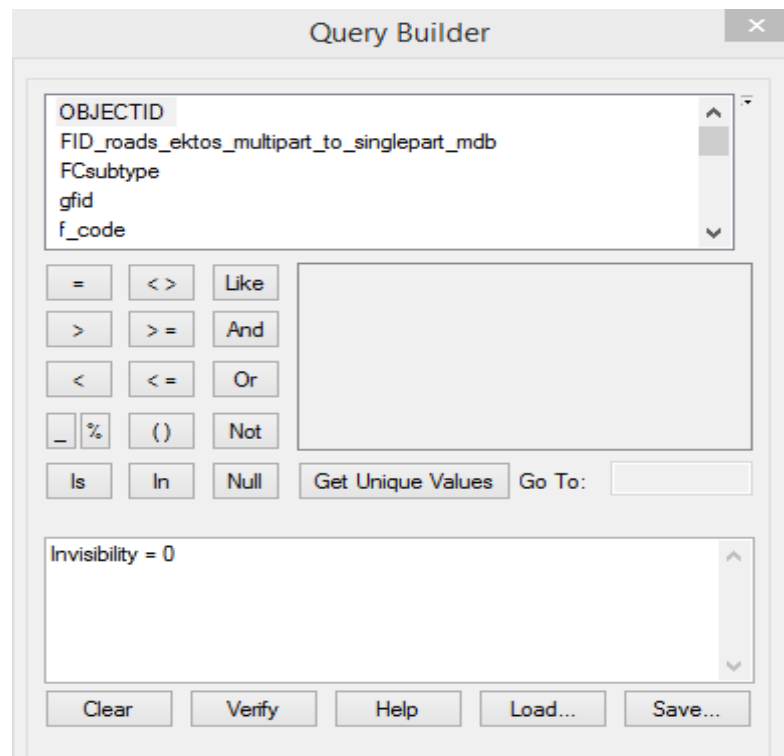 Query Builder
×
OBJECTID
FID_roads_ektos_multipart_to_singlepart_mdb
FCsubtype
gfid
f_code
= < > Like
> > = And
< < = Or
_ % ( ) Not
Is In Null Get Unique Values Go To:
Invisibility = 0
Clear Verify Help Load... Save...